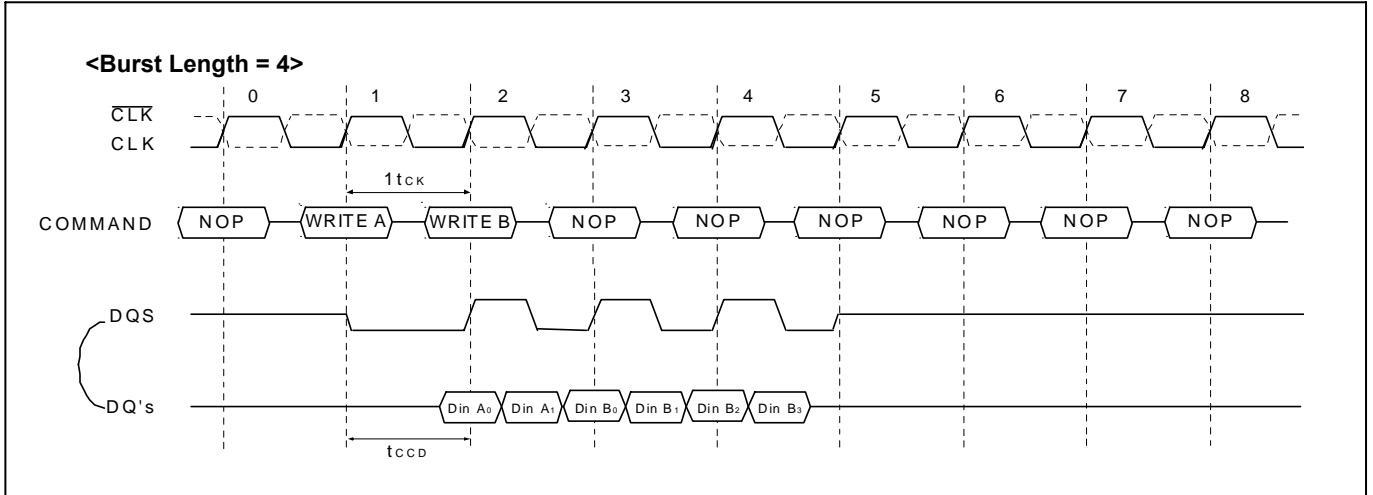 <Burst Length = 4>
0 1 2 3 4 5 6 7 8
CLK
CLK
1tCK
COMMAND NOP WRITE A WRITE B NOP NOP NOP NOP NOP NOP
DQS
DQ's Din A0 Din A1 Din B0 Din B1 Din B2 Din B3
tCCD